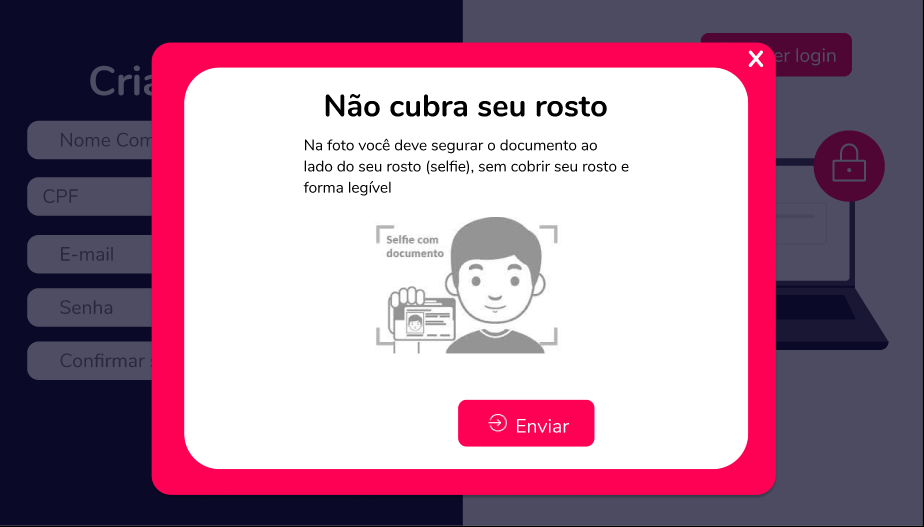 Cria
er login
Nome Com
CPF
E-mail
Senha
Confirmar s
X
Não cubra seu rosto
Na foto você deve segurar o documento ao
lado do seu rosto (selfie), sem cobrir seu rosto e
forma legível
Selfie com
documento
Enviar